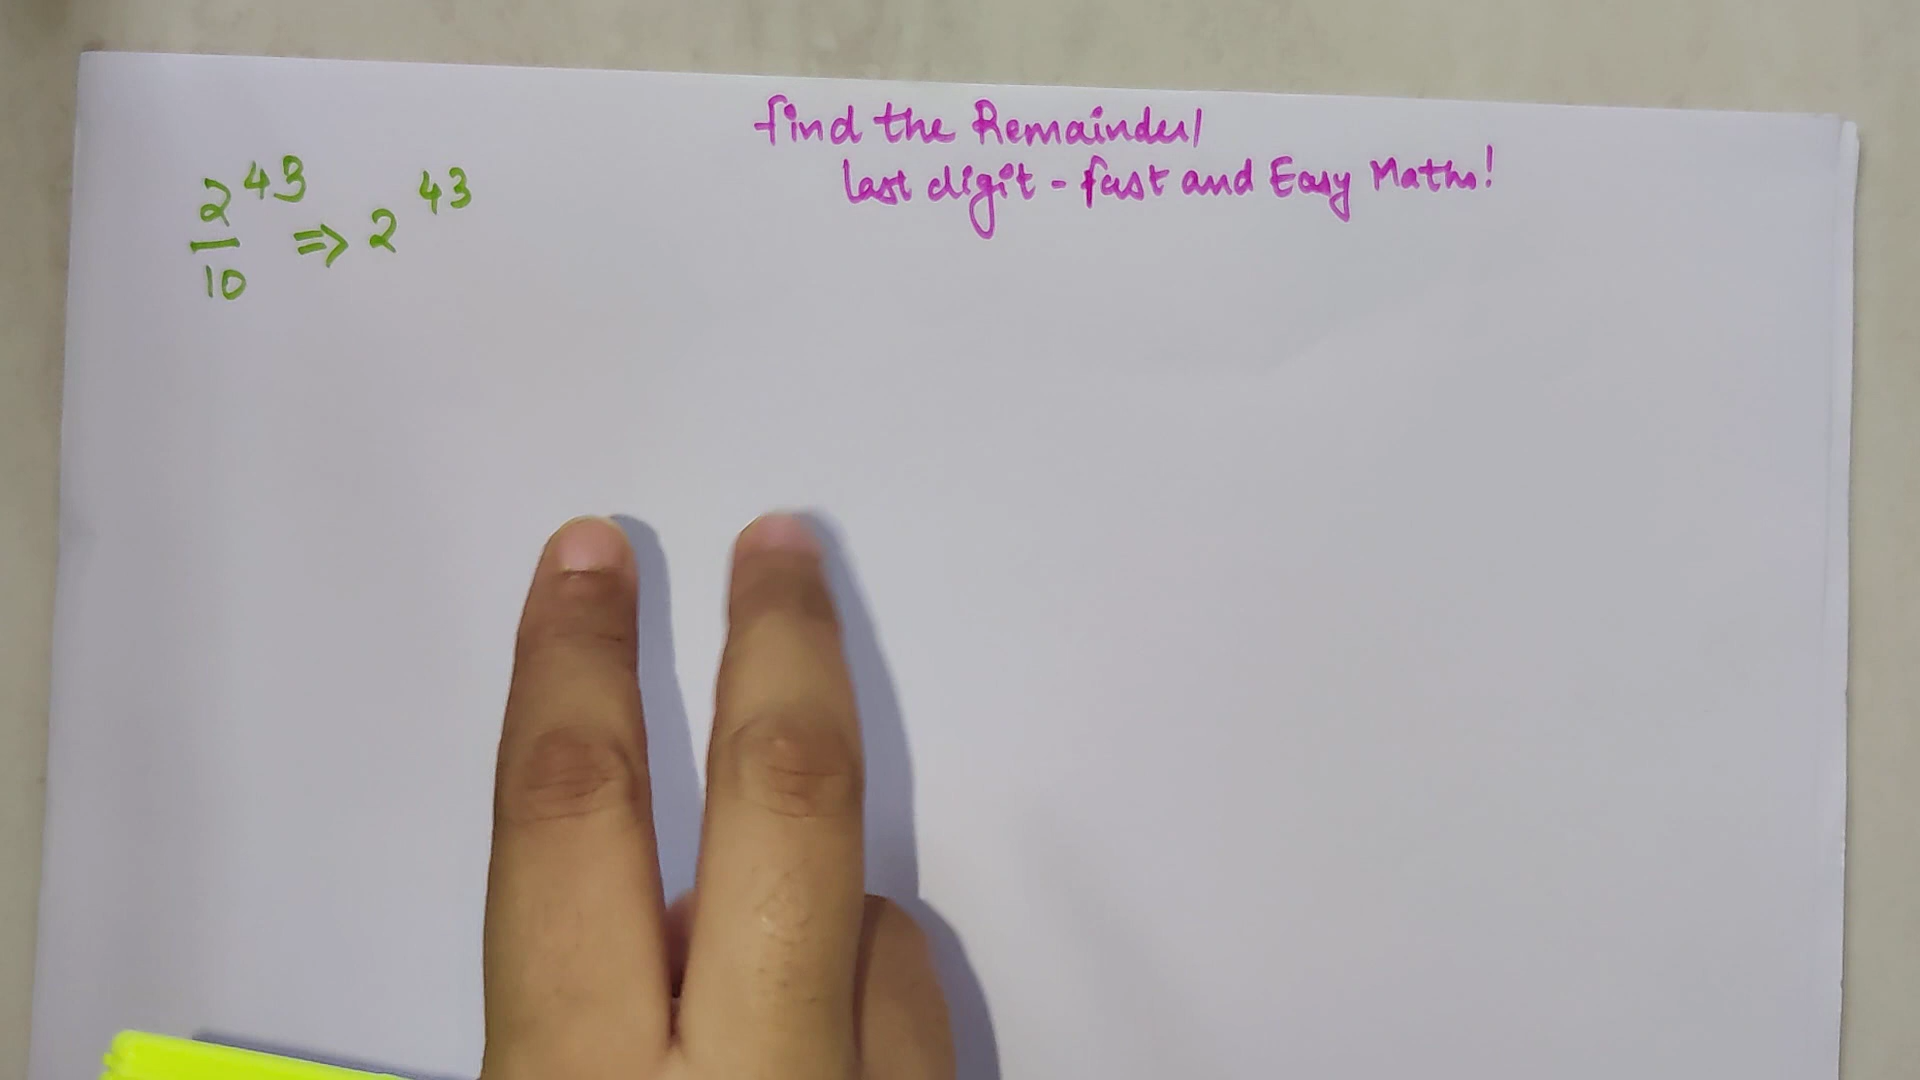 find the Remainder/
last digit - fast and Easy Maths!
2^43/10 ⇒ 2^43